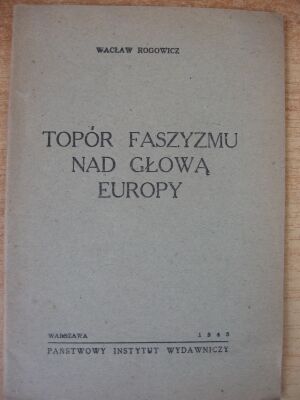 WACŁAW ROGOWICZ
TOPÓR FASZYZMU
NAD GŁOWĄ
EUROPY
WARSZAWA
PAŃSTWOWY INSTYTUT WYDAWNICZY